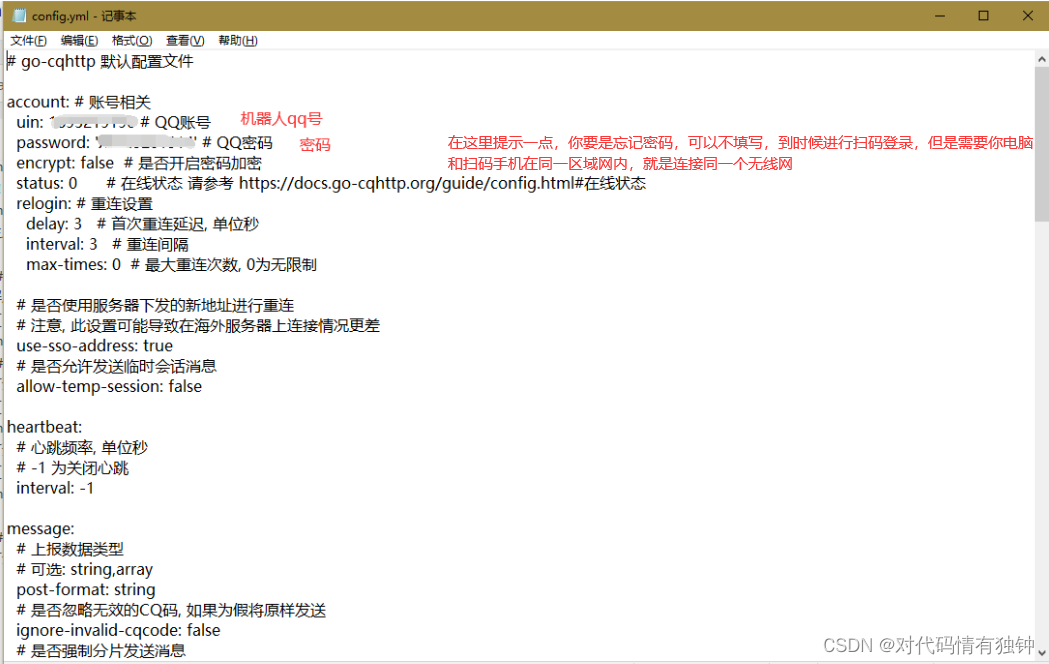 config.yml - 记事本
文件(F) 编辑(E) 格式(O) 查看(V) 帮助(H)
# go-cqhttp 默认配置文件
account: # 账号相关
uin: # QQ账号 机器人qq号
password: # QQ密码 密码 在这里提示一点，你要是忘记密码，可以不填写，到时候进行扫码登录，但是需要你电脑
encrypt: false # 是否开启密码加密 和扫码手机在同一区域网内，就是连接同一个无线网
status: 0 # 在线状态 请参考 https://docs.go-cqhttp.org/guide/config.html#在线状态
relogin: # 重连设置
delay: 3 # 首次重连延迟, 单位秒
interval: 3 # 重连间隔
max-times: 0 # 最大重连次数, 0为无限制
# 是否使用服务器下发的新地址进行重连
# 注意, 此设置可能导致在海外服务器上连接情况更差
use-sso-address: true
# 是否允许发送临时会话消息
allow-temp-session: false
heartbeat:
# 心跳频率, 单位秒
# -1 为关闭心跳
interval: -1
message:
# 上报数据类型
# 可选: string,array
post-format: string
# 是否忽略无效的CQ码, 如果为假将原样发送
ignore-invalid-cqcode: false
# 是否强制分片发送消息
CSDN @对代码情有独钟